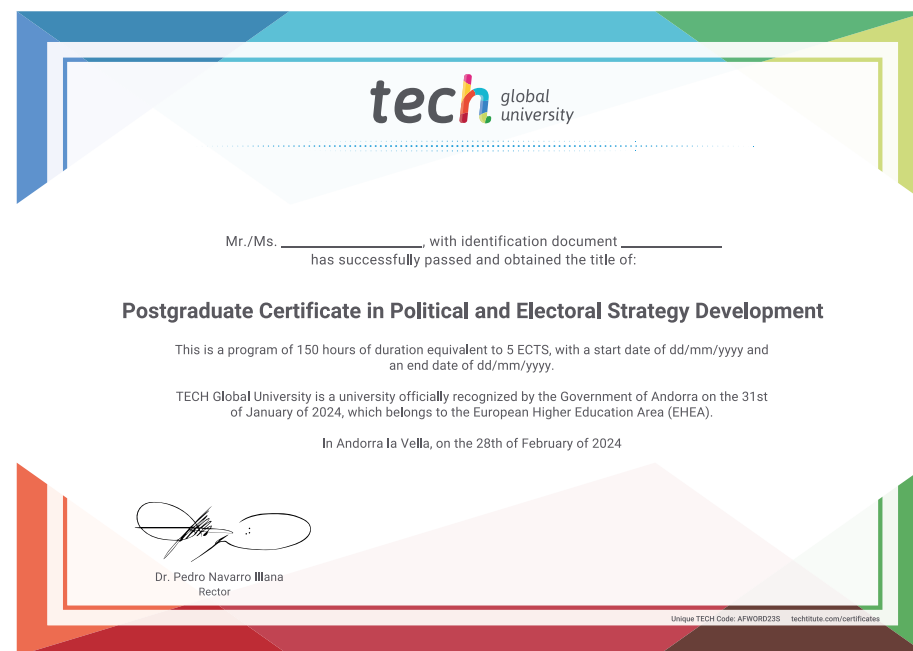 tech global
university
Mr./Ms. ____________, with identification document ____________
has successfully passed and obtained the title of:
Postgraduate Certificate in Political and Electoral Strategy Development
This is a program of 150 hours of duration equivalent to 5 ECTS, with a start date of dd/mm/yyyy and
an end date of dd/mm/yyyy.
TECH Global University is a university officially recognized by the Government of Andorra on the 31st
of January of 2024, which belongs to the European Higher Education Area (EHEA).
In Andorra la Vella, on the 28th of February of 2024
Dr. Pedro Navarro Illana
Rector
Unique TECH Code: AFWORD23S techtitute.com/certificates